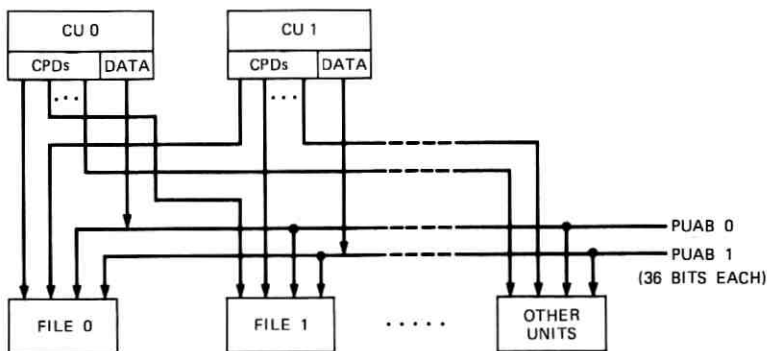 CU 0
CPDs DATA
...
CU 1
CPDs DATA
...
PUAB 0
PUAB 1
(36 BITS EACH)
FILE 0
FILE 1
.....
OTHER
UNITS